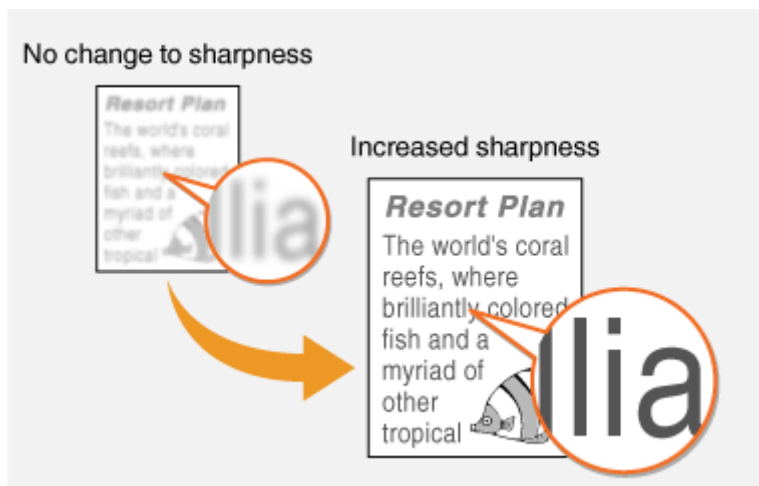 No change to sharpness
Resort Plan
The world's coral
reefs, where
brilliantly colored
fish and a
myriad of
other
tropical
lia
Increased sharpness
Resort Plan
The world's coral
reefs, where
brilliantly colored
fish and a
myriad of
other
tropical
llia